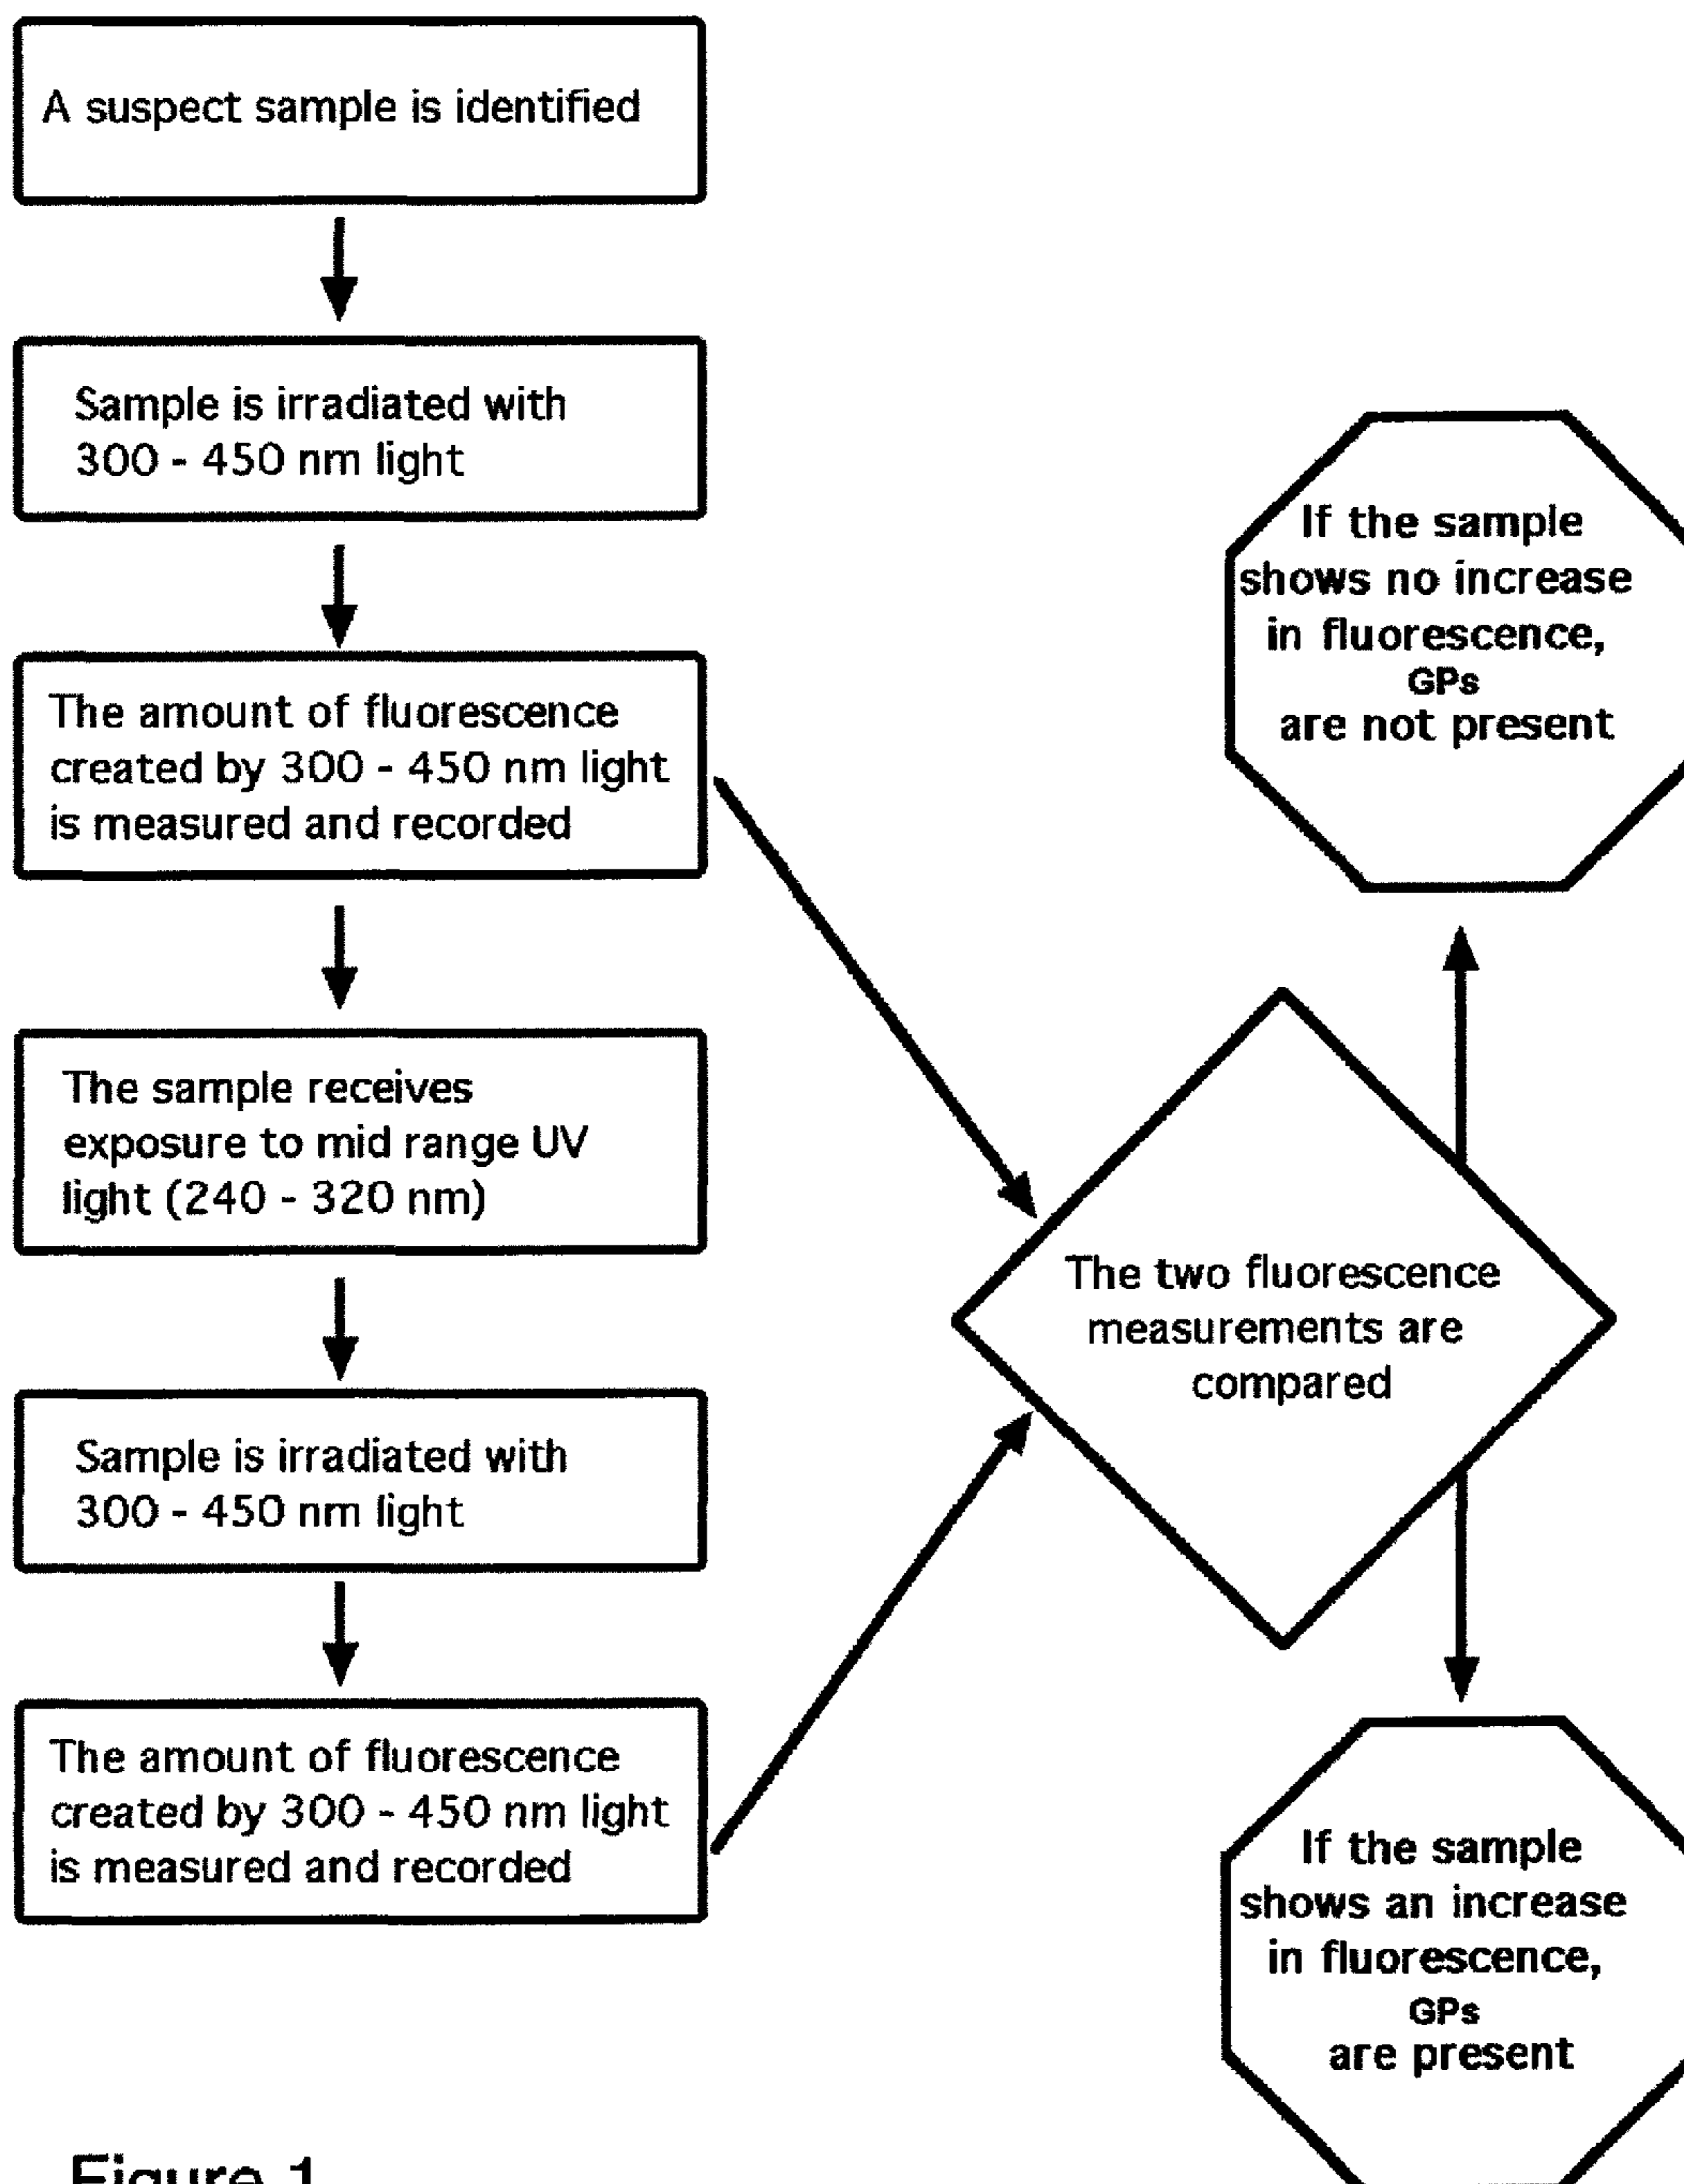 A suspect sample is identified
Sample is irradiated with
300 - 450 nm light
The amount of fluorescence
created by 300 - 450 nm light
is measured and recorded
The sample receives
exposure to mid range UV
light (240 - 320 nm)
Sample is irradiated with
300 - 450 nm light
The amount of fluorescence
created by 300 - 450 nm light
is measured and recorded
The two fluorescence
measurements are
compared
If the sample
shows no increase
in fluorescence,
GPs
are not present
If the sample
shows an increase
in fluorescence,
GPs
are present
Figure 1